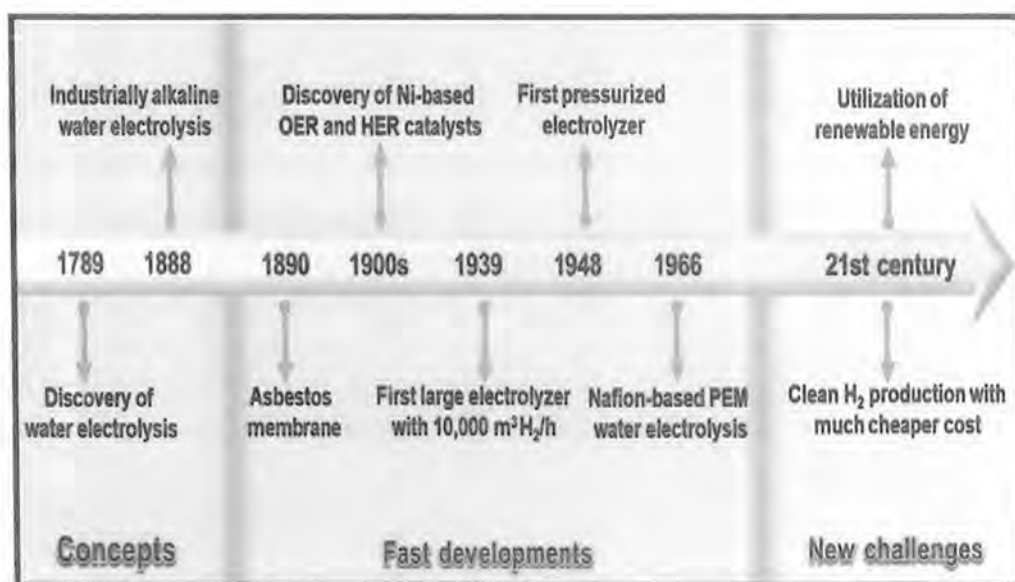 Industrially alkaline
water electrolysis
Discovery of Ni-based
OER and HER catalysts
First pressurized
electrolyzer
Utilization of
renewable energy
1789
1888
1890
1900s
1939
1948
1966
21st century
Discovery of
water electrolysis
Asbestos
membrane
First large electrolyzer
with 10,000 m³H₂/h
Nafion-based PEM
water electrolysis
Clean H₂ production with
much cheaper cost
Concepts
Fast developments
New challenges